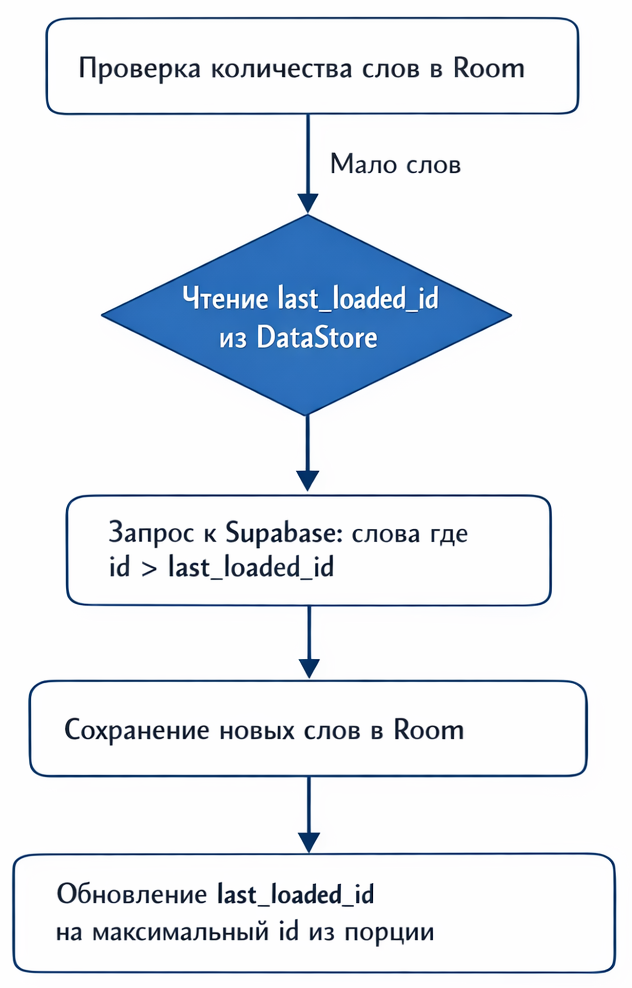 Проверка количества слов в Room
Мало слов
Чтение last_loaded_id
из DataStore
Запрос к Supabase: слова где
id > last_loaded_id
Сохранение новых слов в Room
Обновление last_loaded_id
на максимальный id из порции